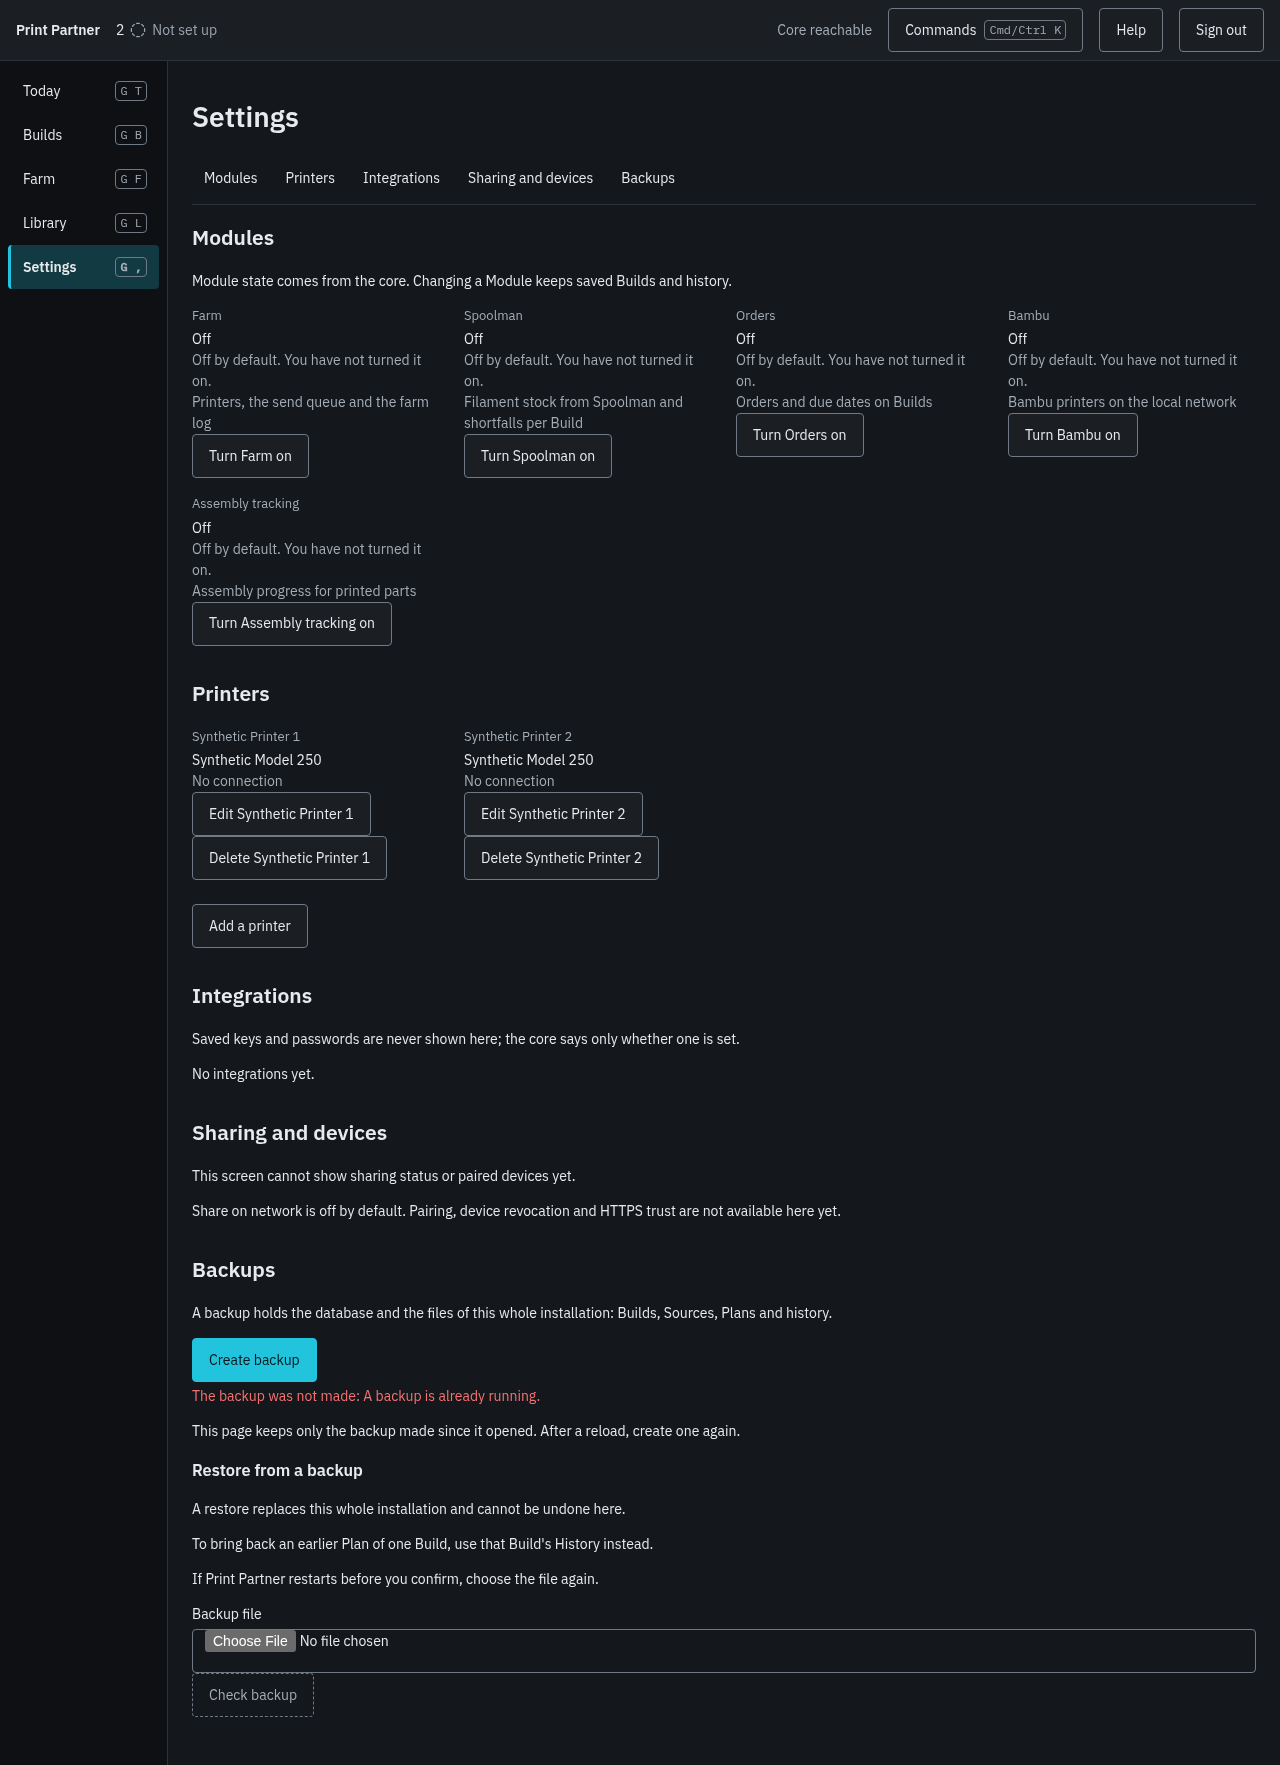 Print Partner 2 Not set up Core reachable Commands Cmd/Ctrl K Help Sign out
Today G T
Builds G B
Farm G F
Library G L
Settings G ,
Settings
Modules Printers Integrations Sharing and devices Backups
Modules
Module state comes from the core. Changing a Module keeps saved Builds and history.
Farm
Off
Off by default. You have not turned it
on.
Printers, the send queue and the farm
log
Turn Farm on
Spoolman
Off
Off by default. You have not turned it
on.
Filament stock from Spoolman and
shortfalls per Build
Turn Spoolman on
Orders
Off
Off by default. You have not turned it
on.
Orders and due dates on Builds
Turn Orders on
Bambu
Off
Off by default. You have not turned it
on.
Bambu printers on the local network
Turn Bambu on
Assembly tracking
Off
Off by default. You have not turned it
on.
Assembly progress for printed parts
Turn Assembly tracking on
Printers
Synthetic Printer 1
Synthetic Model 250
No connection
Edit Synthetic Printer 1
Delete Synthetic Printer 1
Synthetic Printer 2
Synthetic Model 250
No connection
Edit Synthetic Printer 2
Delete Synthetic Printer 2
Add a printer
Integrations
Saved keys and passwords are never shown here; the core says only whether one is set.
No integrations yet.
Sharing and devices
This screen cannot show sharing status or paired devices yet.
Share on network is off by default. Pairing, device revocation and HTTPS trust are not available here yet.
Backups
A backup holds the database and the files of this whole installation: Builds, Sources, Plans and history.
Create backup
The backup was not made: A backup is already running.
This page keeps only the backup made since it opened. After a reload, create one again.
Restore from a backup
A restore replaces this whole installation and cannot be undone here.
To bring back an earlier Plan of one Build, use that Build's History instead.
If Print Partner restarts before you confirm, choose the file again.
Backup file
Choose File No file chosen
Check backup